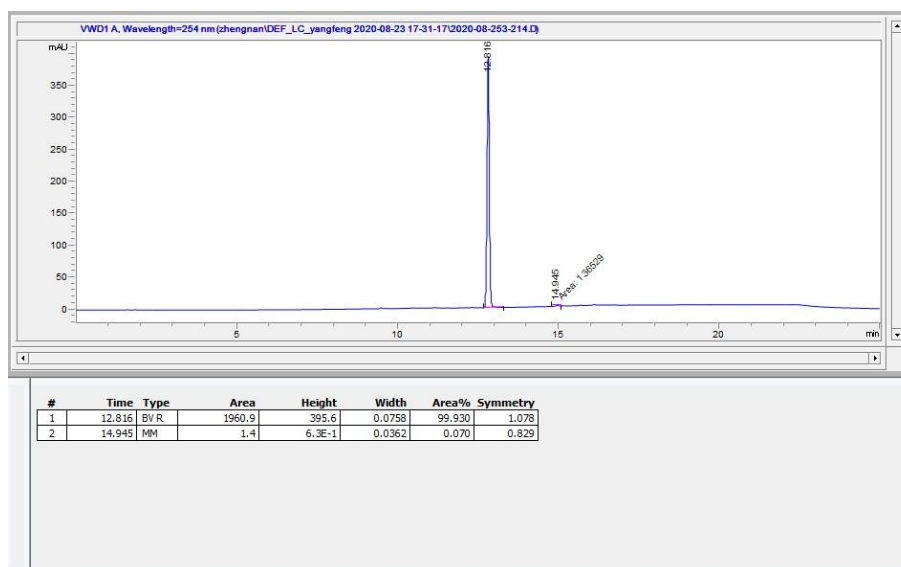 VWD1 A, Wavelength=254 nm (zhengnan\DEF_LC_yangfeng 2020-08-23 17-31-17\2020-08-253-214.D)
mAU
12.816
350
300
250
200
150
100
50
0
14.945
Area: 1.36529
5 10 15 20 min
# Time Type Area Height Width Area% Symmetry
1 12.816 BV R 1960.9 395.6 0.0758 99.930 1.078
2 14.945 MM 1.4 6.3E-1 0.0362 0.070 0.829